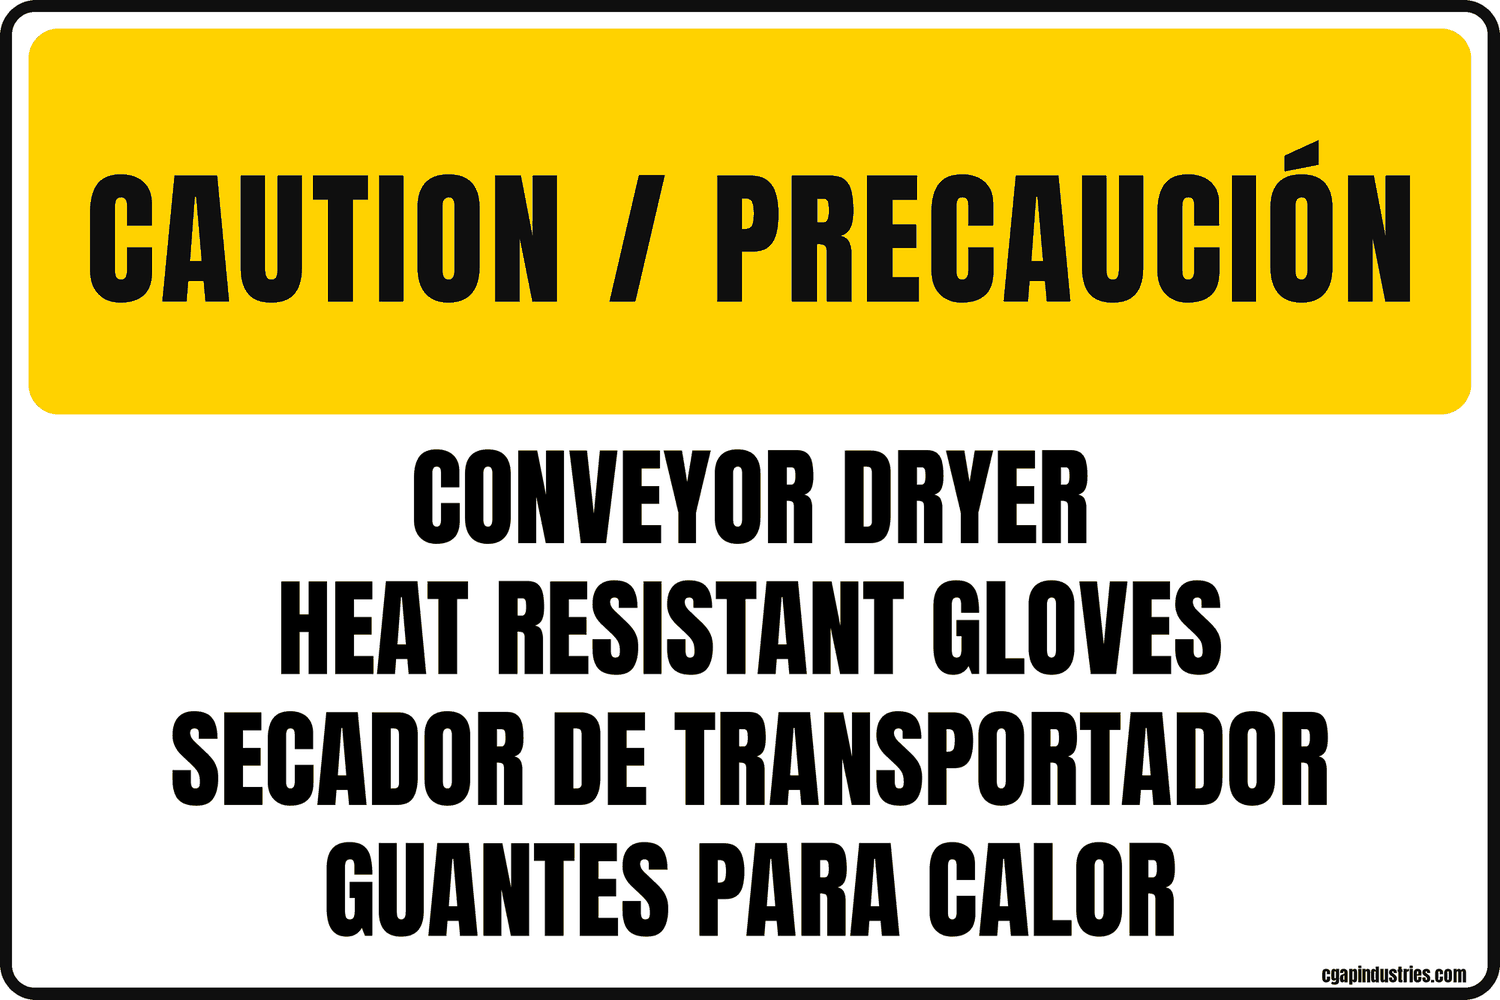 CAUTION / PRECAUCIÓN
CONVEYOR DRYER
HEAT RESISTANT GLOVES
SECADOR DE TRANSPORTADOR
GUANTES PARA CALOR
cgapindustries.com